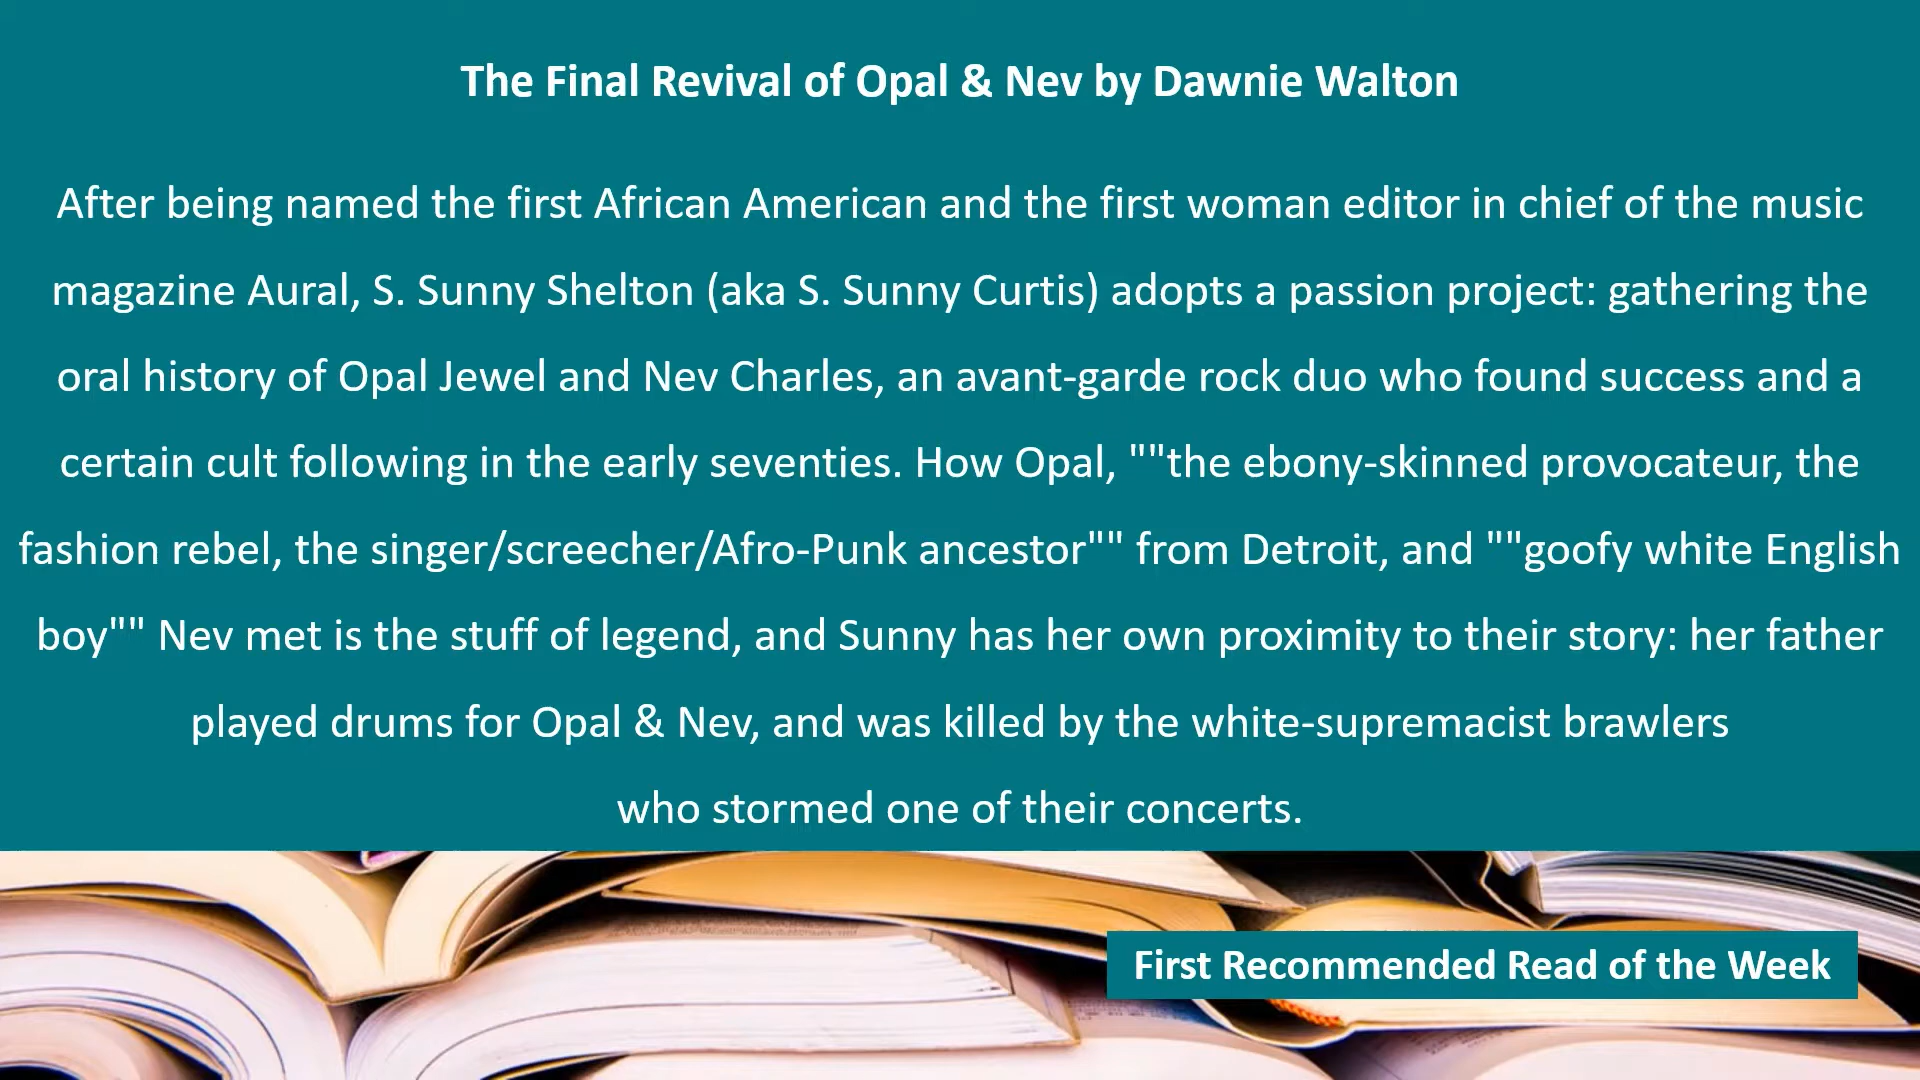 The Final Revival of Opal & Nev by Dawnie Walton
After being named the first African American and the first woman editor in chief of the music
magazine Aural, S. Sunny Shelton (aka S. Sunny Curtis) adopts a passion project: gathering the
oral history of Opal Jewel and Nev Charles, an avant-garde rock duo who found success and a
certain cult following in the early seventies. How Opal, ""the ebony-skinned provocateur, the
fashion rebel, the singer/screecher/Afro-Punk ancestor"" from Detroit, and ""goofy white English
boy"" Nev met is the stuff of legend, and Sunny has her own proximity to their story: her father
played drums for Opal & Nev, and was killed by the white-supremacist brawlers
who stormed one of their concerts.
First Recommended Read of the Week